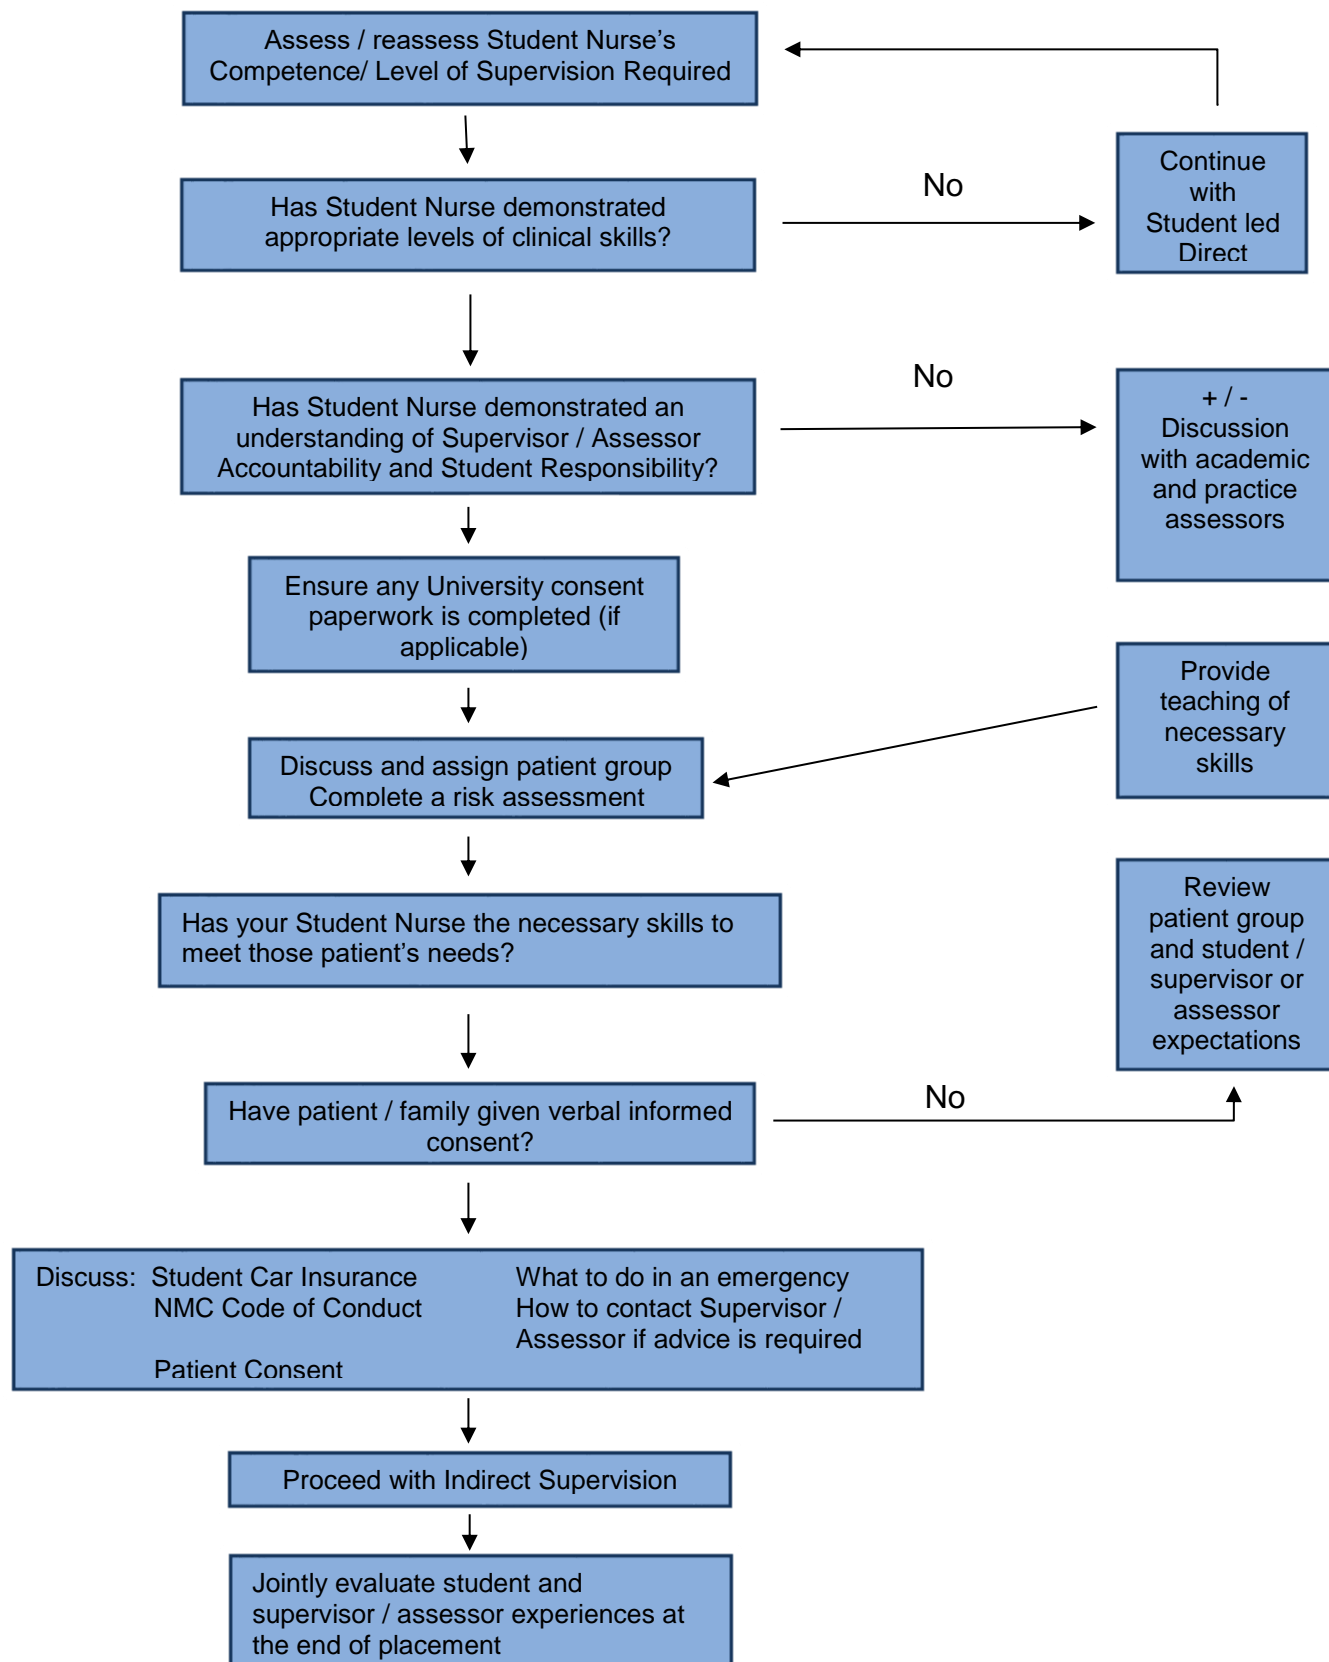 Assess / reassess Student Nurse’s
Competence/ Level of Supervision Required
Has Student Nurse demonstrated
appropriate levels of clinical skills?
No
Continue
with
Student led
Direct
Has Student Nurse demonstrated an
understanding of Supervisor / Assessor
Accountability and Student Responsibility?
No
+ / -
Discussion
with academic
and practice
assessors
Ensure any University consent
paperwork is completed (if
applicable)
Provide
teaching of
necessary
skills
Discuss and assign patient group
Complete a risk assessment
Has your Student Nurse the necessary skills to
meet those patient’s needs?
Review
patient group
and student /
supervisor or
assessor
expectations
Have patient / family given verbal informed
consent?
No
Discuss: Student Car Insurance
NMC Code of Conduct
Patient Consent
What to do in an emergency
How to contact Supervisor /
Assessor if advice is required
Proceed with Indirect Supervision
Jointly evaluate student and
supervisor / assessor experiences at
the end of placement